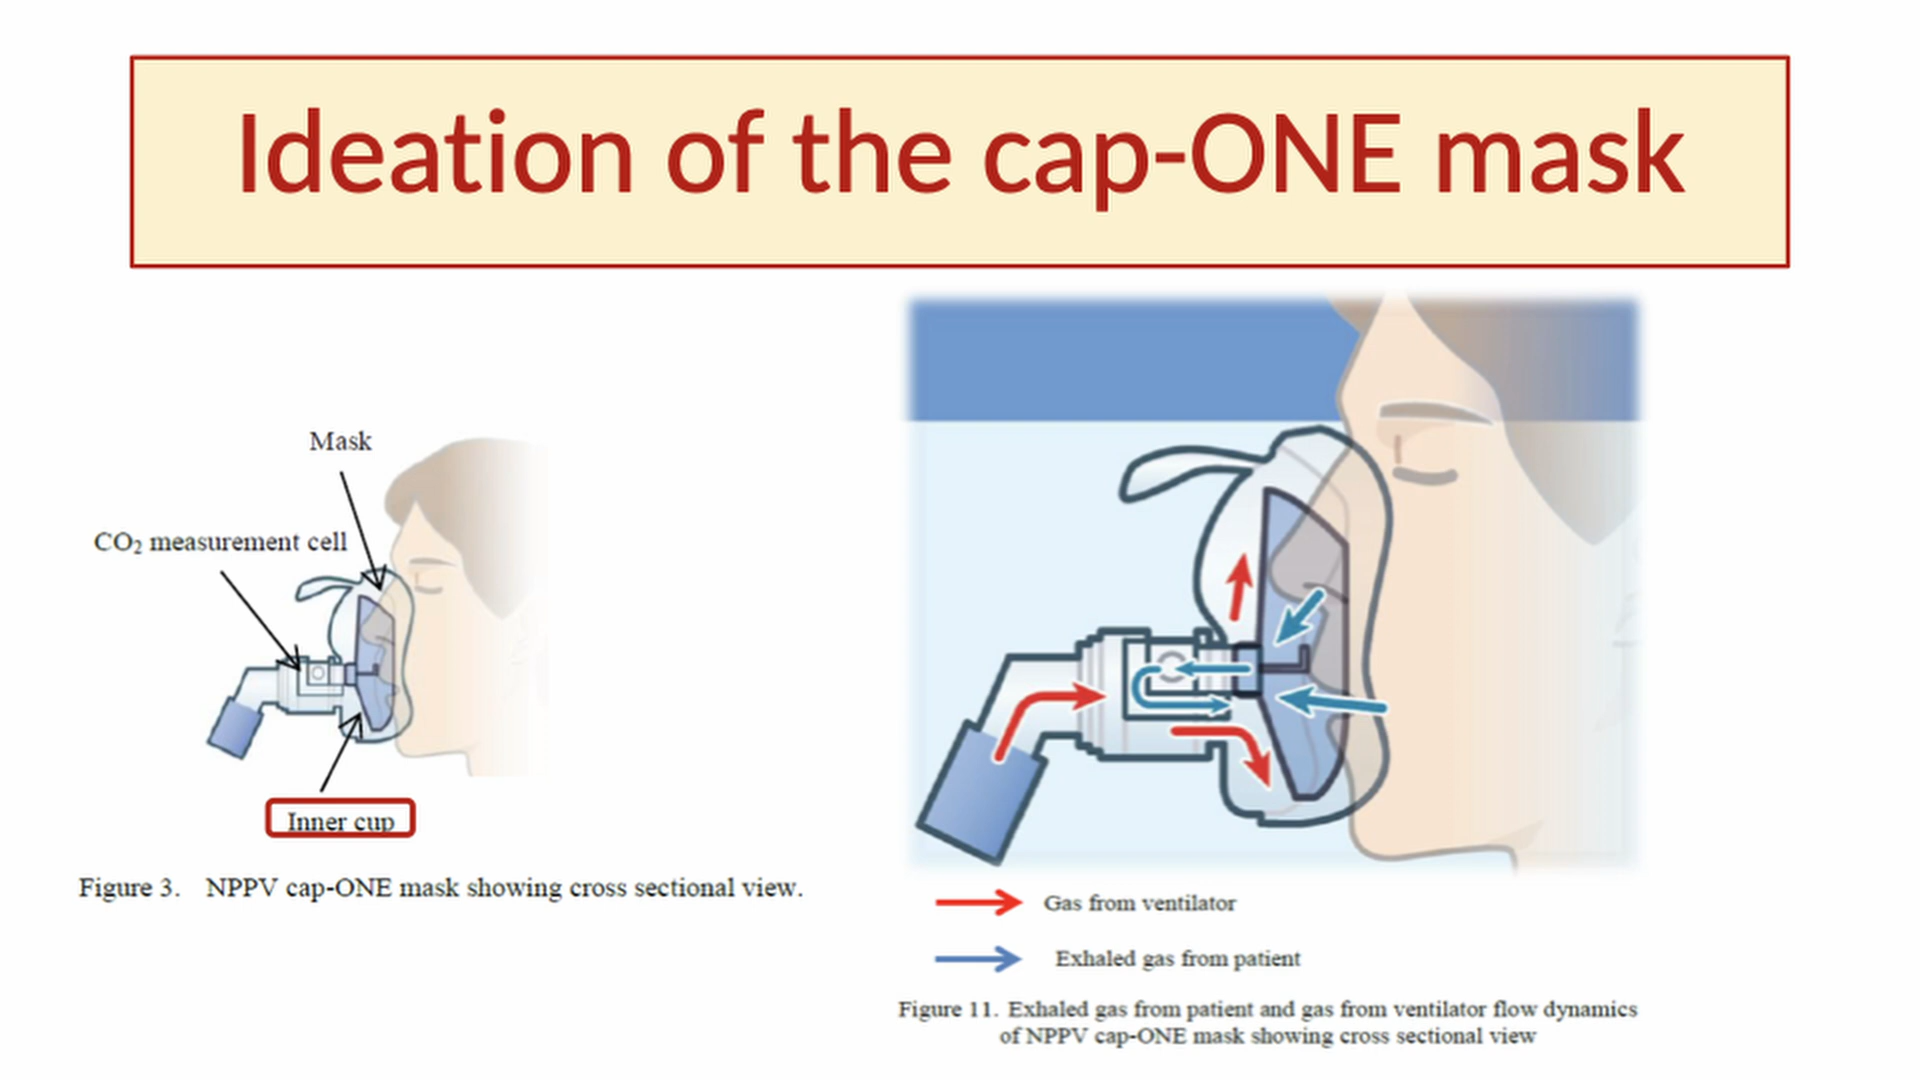 Ideation of the cap-ONE mask
Mask
CO₂ measurement cell
Inner cup
Figure 3. NPPV cap-ONE mask showing cross sectional view.
Gas from ventilator
Exhaled gas from patient
Figure 11. Exhaled gas from patient and gas from ventilator flow dynamics
of NPPV cap-ONE mask showing cross sectional view